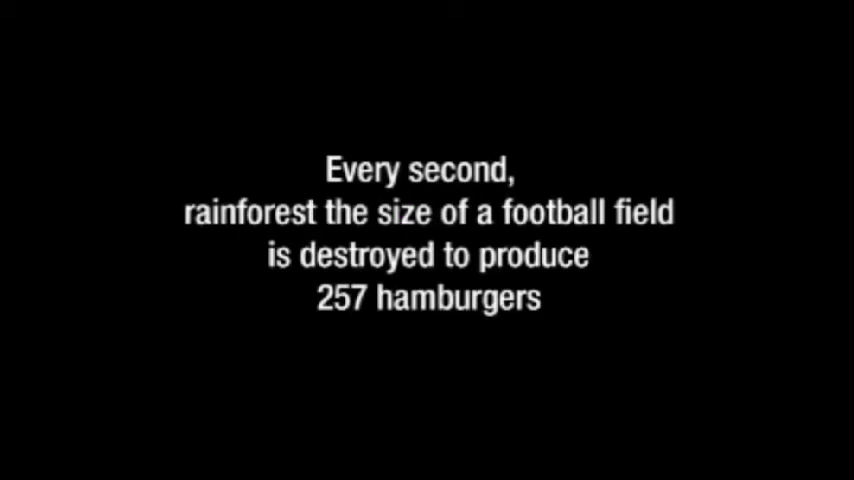 Every second,
rainforest the size of a football field
is destroyed to produce
257 hamburgers